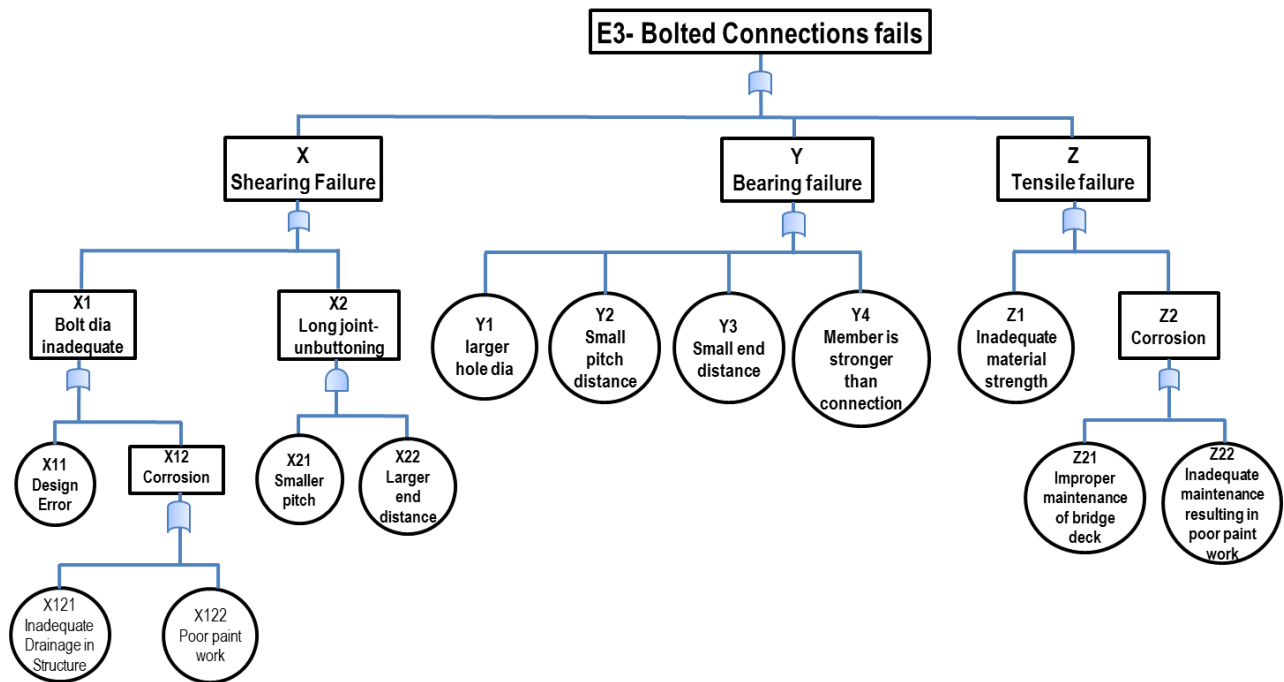 E3- Bolted Connections fails
X
Shearing Failure
Y
Bearing failure
Z
Tensile failure
X1
Bolt dia
inadequate
X2
Long joint-
unbuttoning
Y1
larger
hole dia
Y2
Small
pitch
distance
Y3
Small end
distance
Y4
Member is
stronger
than
connection
Z1
Inadequate
material
strength
Z2
Corrosion
X11
Design
Error
X12
Corrosion
X21
Smaller
pitch
X22
Larger
end
distance
Z21
Improper
maintenance
of bridge
deck
Z22
Inadequate
maintenance
resulting in
poor paint
work
X121
Inadequate
Drainage in
Structure
X122
Poor paint
work